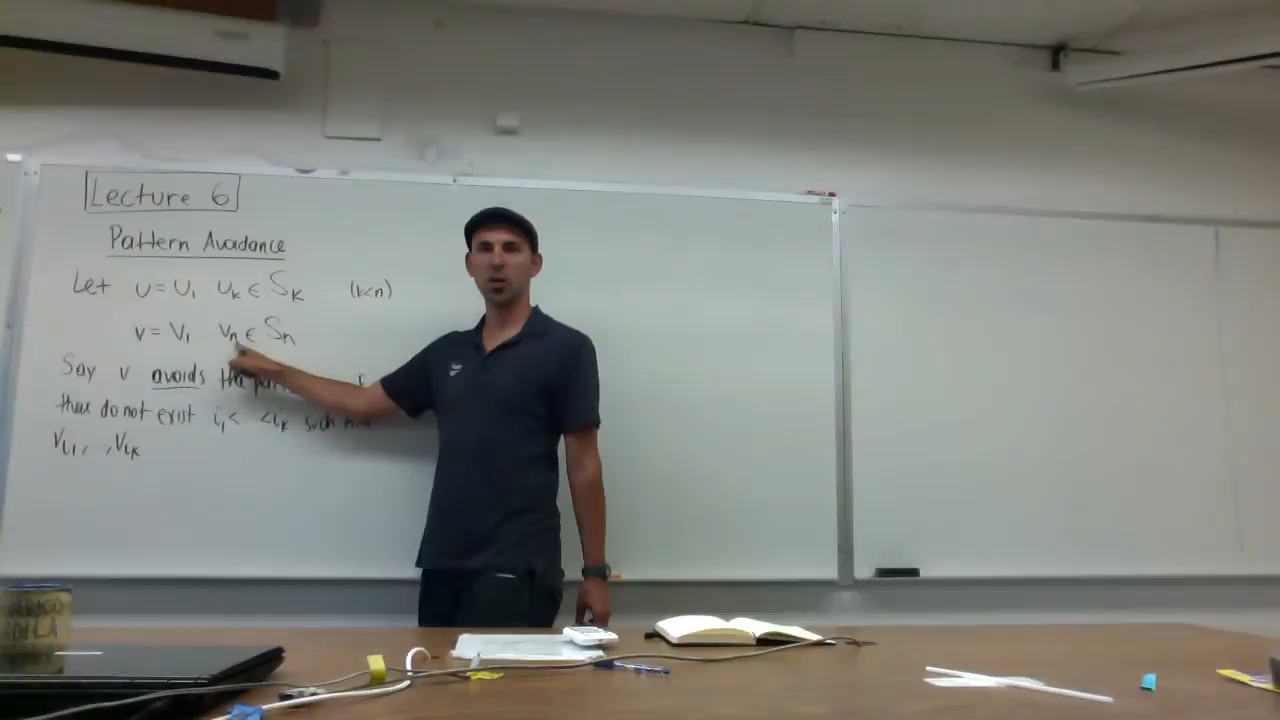 Lecture 6
Pattern Avoidance
Let u = u₁ uₖ ∈ Sₖ (k<n)
v = v₁ vₙ ∈ Sₙ
Say v avoids the
there do not exist i₁< <iₖ such
vᵢ₁, ., vᵢₖ